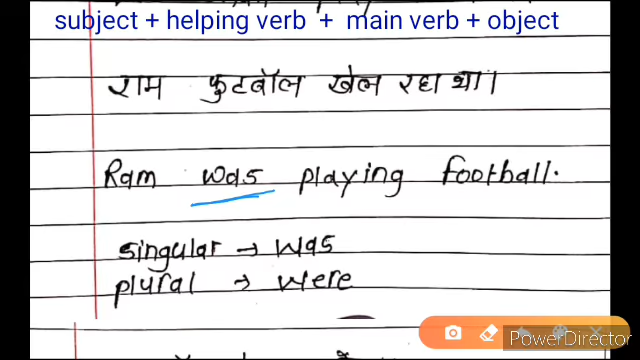 subject + helping verb + main verb + object
राम फुटबॉल खेल रहा था।
Ram was playing football.
singular → was
plural → were
PowerDirector